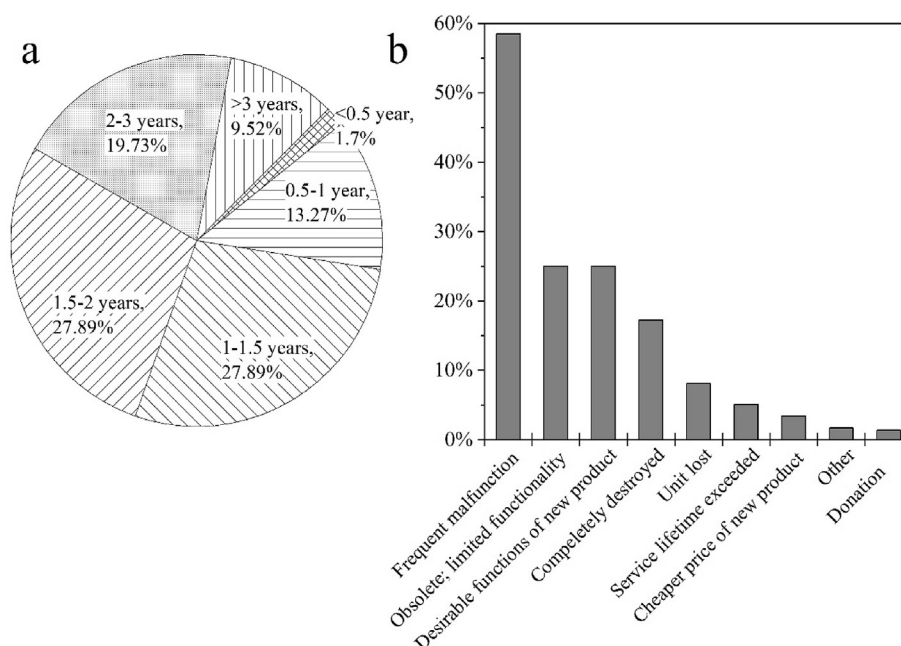 a
>3 years,
9.52%
<0.5 year,
1.7%
2-3 years,
19.73%
0.5-1 year,
13.27%
1.5-2 years,
27.89%
1-1.5 years,
27.89%
b
60%
50%
40%
30%
20%
10%
0%
Frequent malfunction
Obsolete; limited functionality
Desirable functions of new product
Compeletely destroyed
Unit lost
Service lifetime exceeded
Cheaper price of new product
Other
Donation